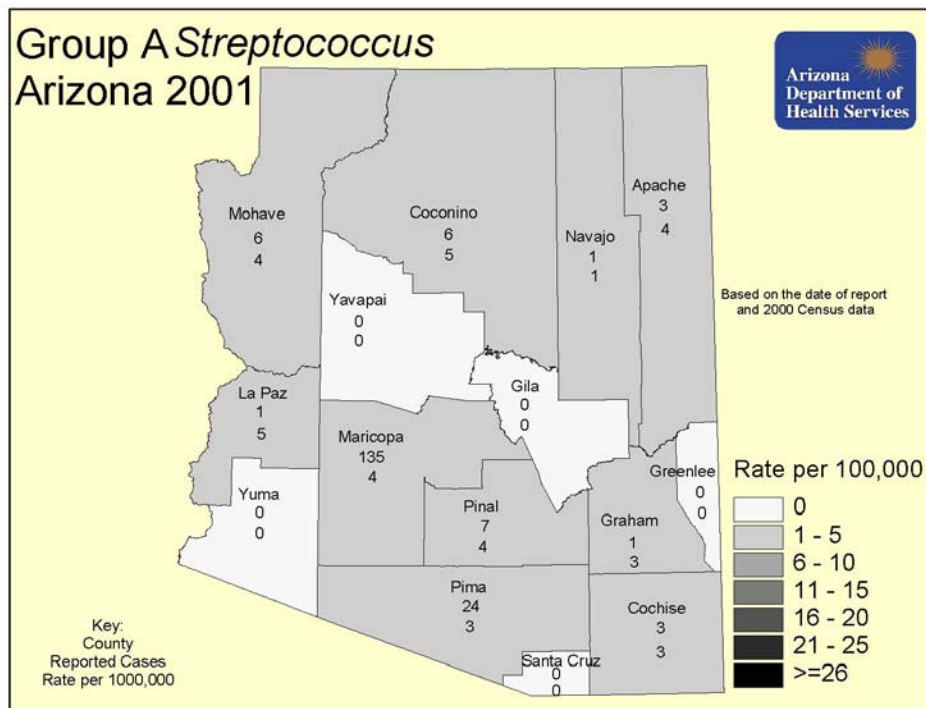 Group A Streptococcus
Arizona 2001
Arizona
Department of
Health Services
Mohave
6
4
Coconino
6
5
Navajo
1
1
Apache
3
4
Based on the date of report
and 2000 Census data
Yavapai
0
0
Gila
0
0
La Paz
1
5
Maricopa
135
4
Yuma
0
0
Pinal
7
4
Graham
1
3
Greenlee
0
0
Pima
24
3
Cochise
3
3
Santa Cruz
0
0
Rate per 100,000
0
1 - 5
6 - 10
11 - 15
16 - 20
21 - 25
>=26
Key:
County
Reported Cases
Rate per 1000,000